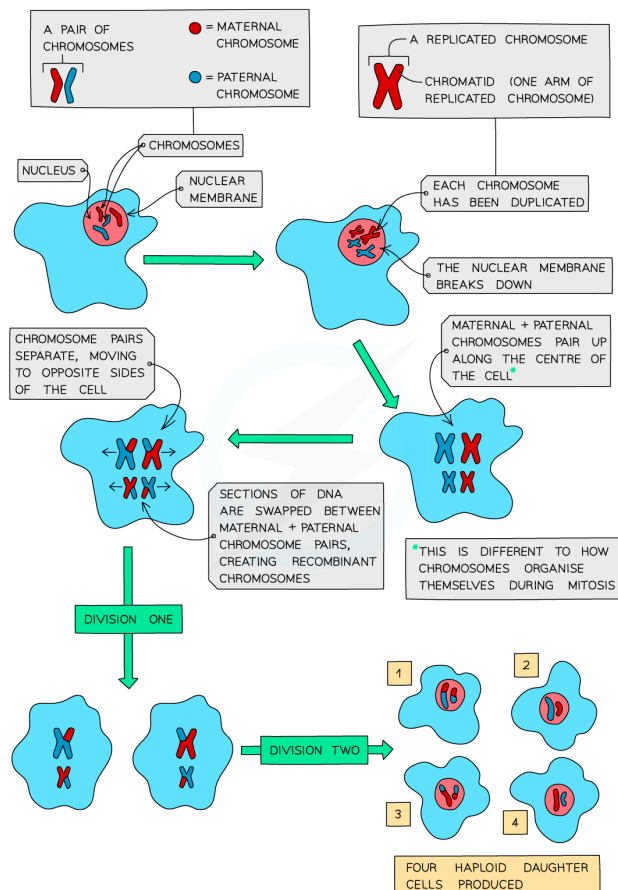 A PAIR OF
CHROMOSOMES
= MATERNAL
CHROMOSOME
= PATERNAL
CHROMOSOME
A REPLICATED CHROMOSOME
CHROMATID (ONE ARM OF
REPLICATED CHROMOSOME)
CHROMOSOMES
NUCLEUS
NUCLEAR
MEMBRANE
EACH CHROMOSOME
HAS BEEN DUPLICATED
THE NUCLEAR MEMBRANE
BREAKS DOWN
CHROMOSOME PAIRS
SEPARATE, MOVING
TO OPPOSITE SIDES
OF THE CELL
MATERNAL + PATERNAL
CHROMOSOMES PAIR UP
ALONG THE CENTRE OF
THE CELL*
SECTIONS OF DNA
ARE SWAPPED BETWEEN
MATERNAL + PATERNAL
CHROMOSOME PAIRS,
CREATING RECOMBINANT
CHROMOSOMES
*THIS IS DIFFERENT TO HOW
CHROMOSOMES ORGANISE
THEMSELVES DURING MITOSIS
DIVISION ONE
DIVISION TWO
1
2
3
4
FOUR HAPLOID DAUGHTER
CELLS PRODUCED